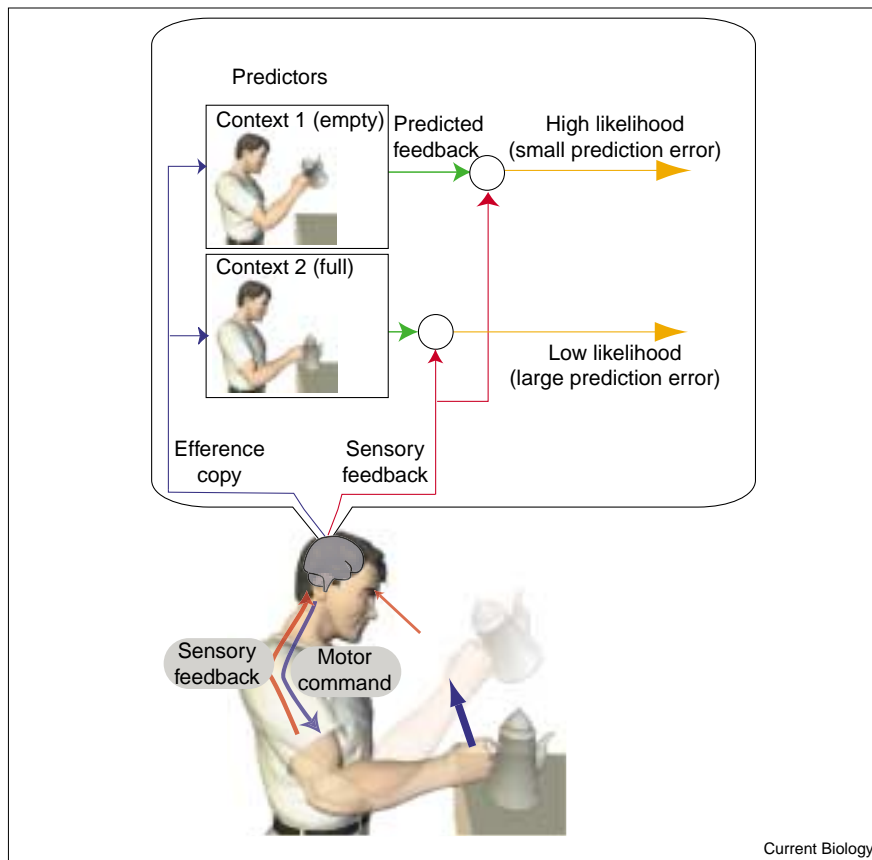 Predictors
Context 1 (empty)
Predicted
feedback
High likelihood
(small prediction error)
Context 2 (full)
Low likelihood
(large prediction error)
Efference
copy
Sensory
feedback
Sensory
feedback
Motor
command
Current Biology